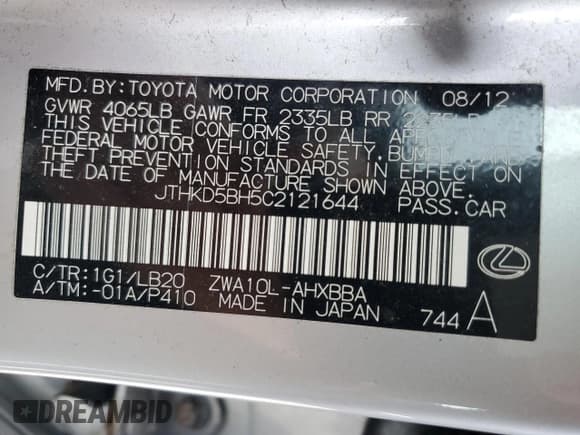 MFD. BY: TOYOTA MOTOR CORPORATION 08/12
GVWR 4065LB GAWR FR 2335LB RR
THIS VEHICLE CONFORMS TO ALL
FEDERAL MOTOR VEHICLE SAFETY, BUMPER, AND
THEFT PREVENTION STANDARDS IN EFFECT ON
THE DATE OF MANUFACTURE SHOWN ABOVE.
JTHKD5BH5C2121644 PASS.CAR
C/TR:1G1/LB20 ZWA10L-AHXBBA
A/TM:-01A/P410 MADE IN JAPAN 744 A
DREAMBID